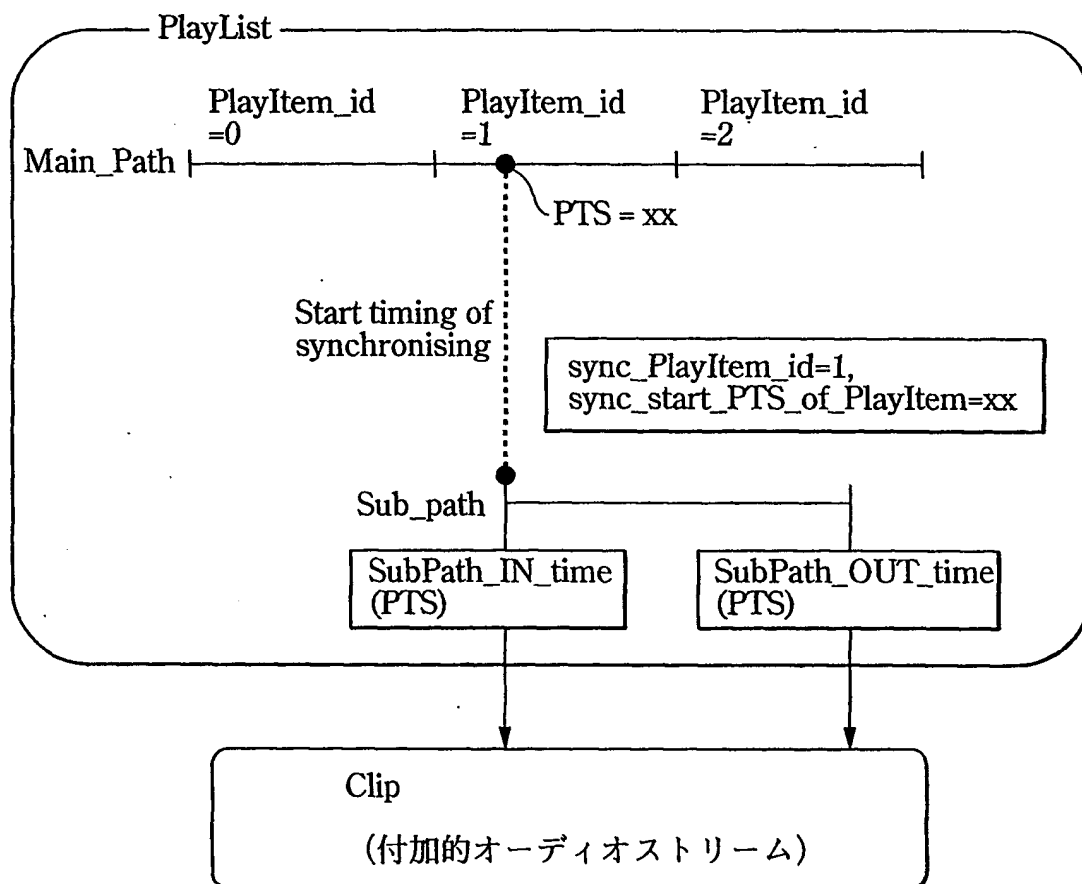 PlayList
PlayItem_id
=0
PlayItem_id
=1
PlayItem_id
=2
Main_Path
PTS = xx
Start timing of
synchronising
sync_PlayItem_id=1,
sync_start_PTS_of_PlayItem=xx
Sub_path
SubPath_IN_time
(PTS)
SubPath_OUT_time
(PTS)
Clip
(付加的オーディオストリーム)